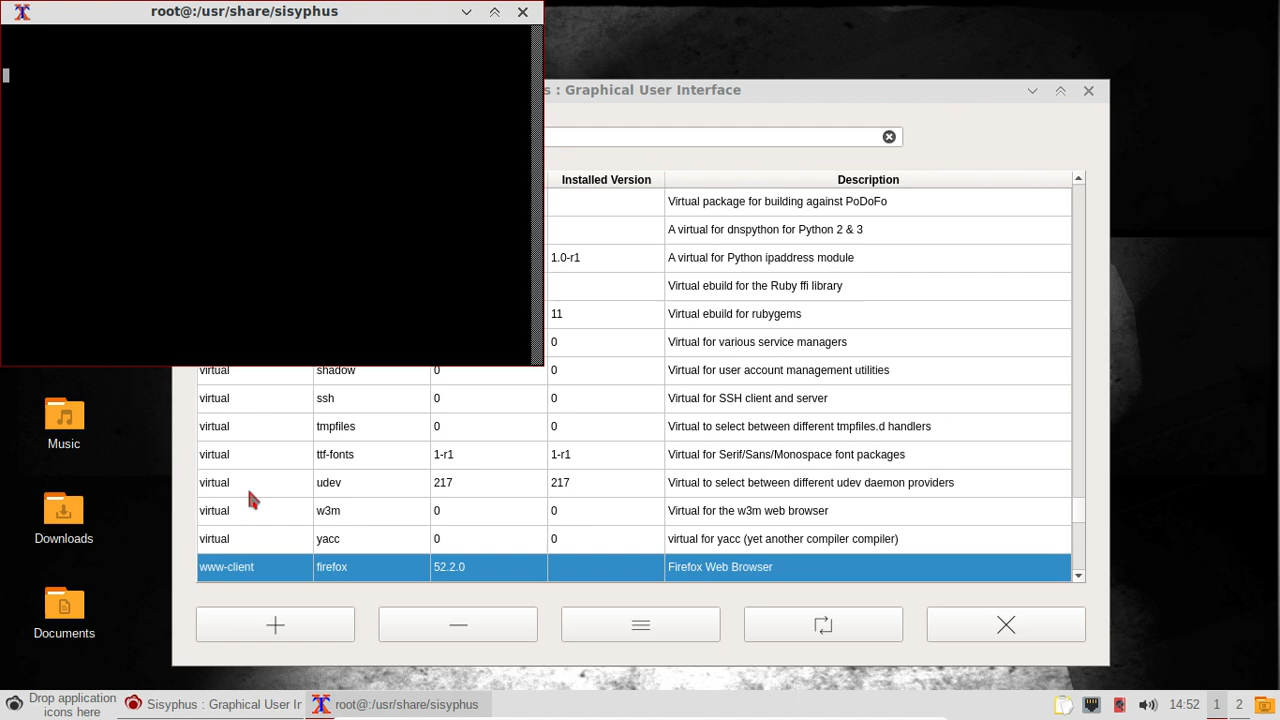 root@:/usr/share/sisyphus
s : Graphical User Interface
Installed Version Description
Virtual package for building against PoDoFo
A virtual for dnspython for Python 2 & 3
1.0-r1 A virtual for Python ipaddress module
Virtual ebuild for the Ruby ffi library
11 Virtual ebuild for rubygems
0 Virtual for various service managers
virtual shadow 0 0 Virtual for user account management utilities
virtual ssh 0 0 Virtual for SSH client and server
virtual tmpfiles 0 0 Virtual to select between different tmpfiles.d handlers
virtual ttf-fonts 1-r1 1-r1 Virtual for Serif/Sans/Monospace font packages
virtual udev 217 217 Virtual to select between different udev daemon providers
virtual w3m 0 0 Virtual for the w3m web browser
virtual yacc 0 0 virtual for yacc (yet another compiler compiler)
www-client firefox 52.2.0 Firefox Web Browser
Music
Downloads
Documents
Drop application
icons here
Sisyphus : Graphical User In
root@:/usr/share/sisyphus
14:52
1
2